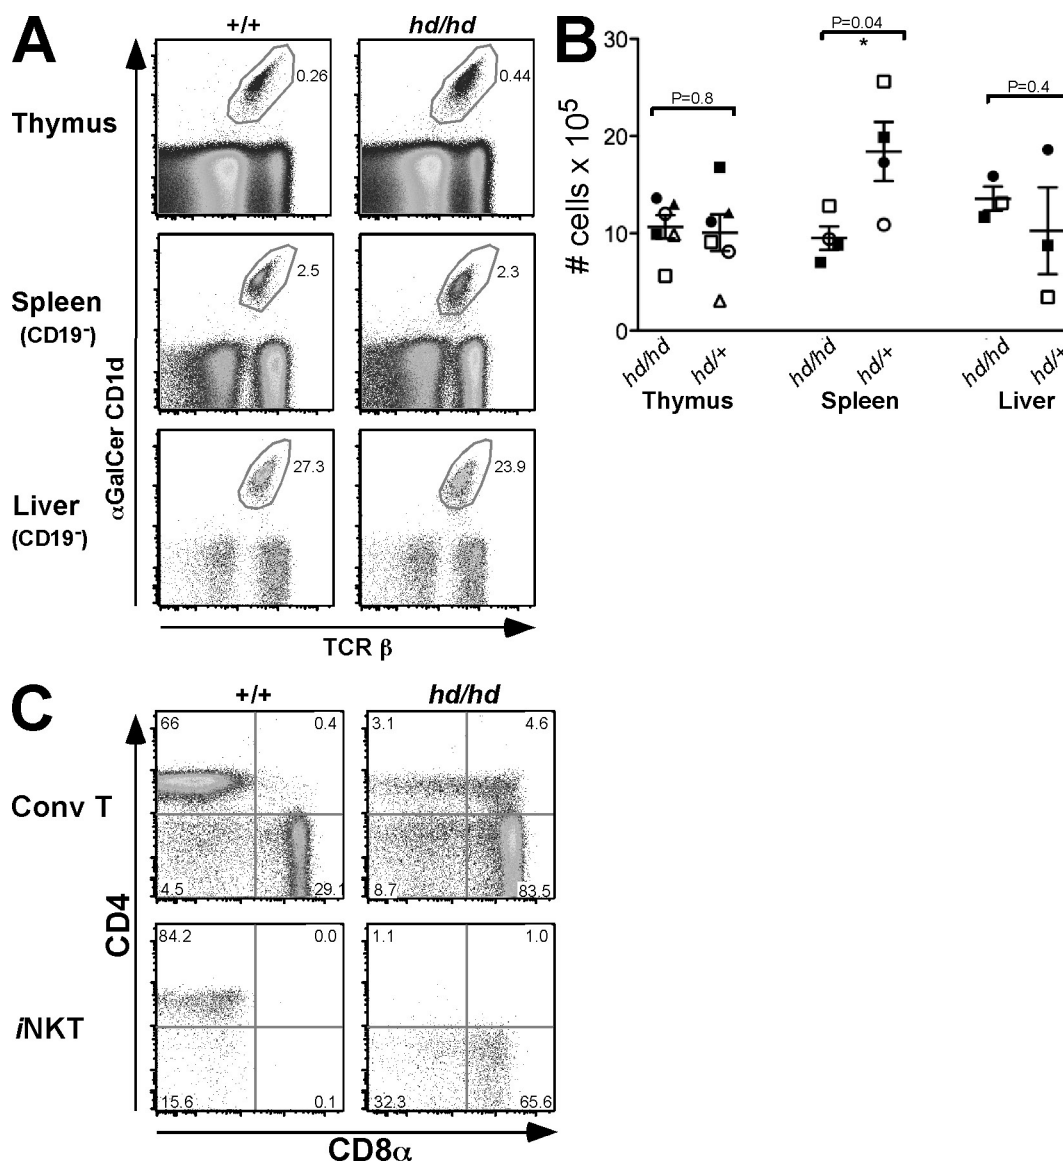 A
+/+
hd/hd
Thymus
0.26
0.44
Spleen
(CD19-)
2.5
2.3
Liver
(CD19-)
27.3
23.9
αGalCer CD1d
TCR β
B
# cells x 10⁵
30
20
10
0
P=0.8
P=0.04
*
P=0.4
hd/hd
hd/+
hd/hd
hd/+
hd/hd
hd/+
Thymus
Spleen
Liver
C
+/+
hd/hd
Conv T
66
0.4
4.5
29.1
3.1
4.6
8.7
83.5
iNKT
84.2
0.0
15.6
0.1
1.1
1.0
32.3
65.6
CD4
CD8α